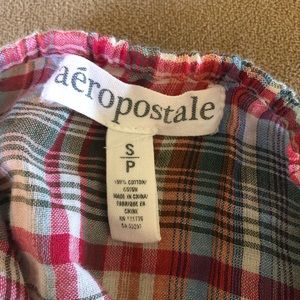 aéropostale
S/P
100% COTTON/
COTON
MADE IN CHINA/
FABRIQUÉ EN
CHINE